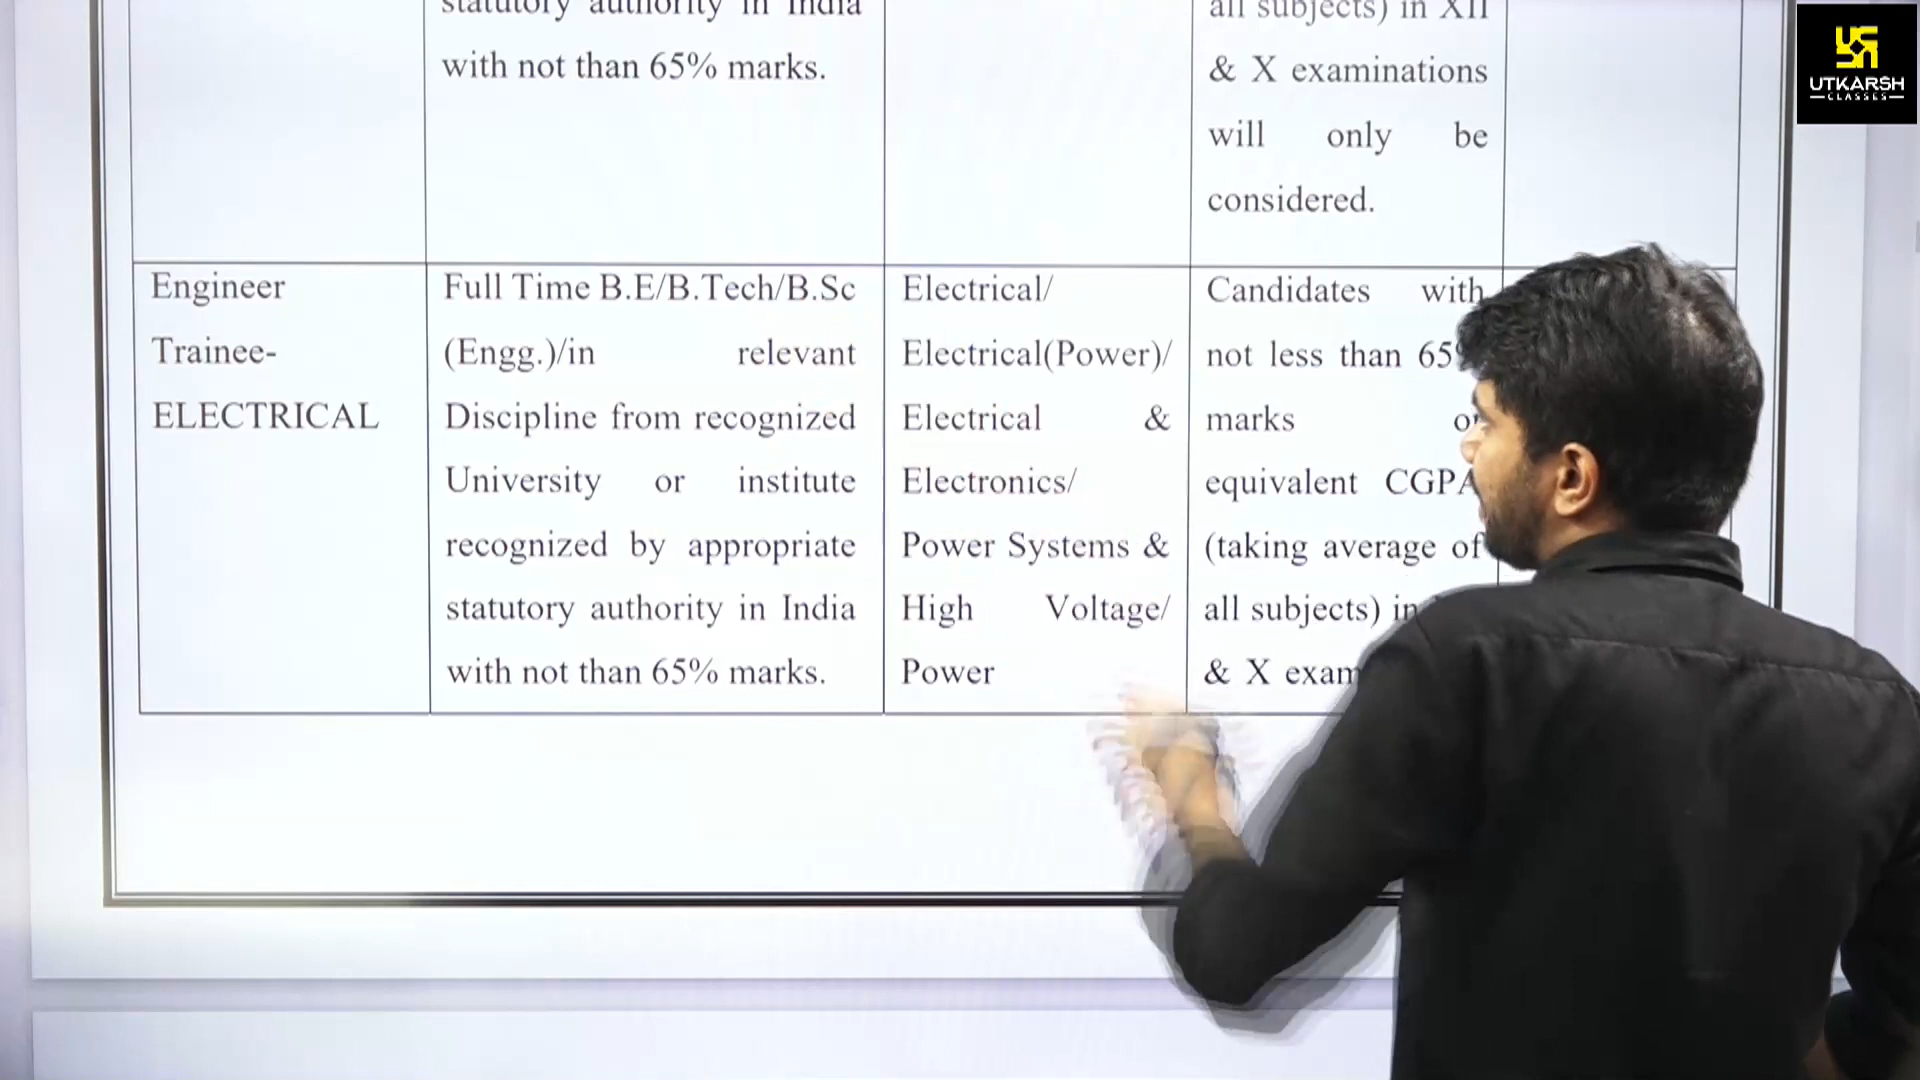 statutory authority in India
with not than 65% marks.
all subjects) in XII
& X examinations
will only be
considered.
UTKARSH
CLASSES
Engineer
Trainee-
ELECTRICAL
Full Time B.E/B.Tech/B.Sc
(Engg.)/in relevant
Discipline from recognized
University or institute
recognized by appropriate
statutory authority in India
with not than 65% marks.
Electrical/
Electrical(Power)/
Electrical &
Electronics/
Power Systems &
High Voltage/
Power
Candidates with
not less than
marks
equivalent CGPA
(taking average of
all subjects) in
& X